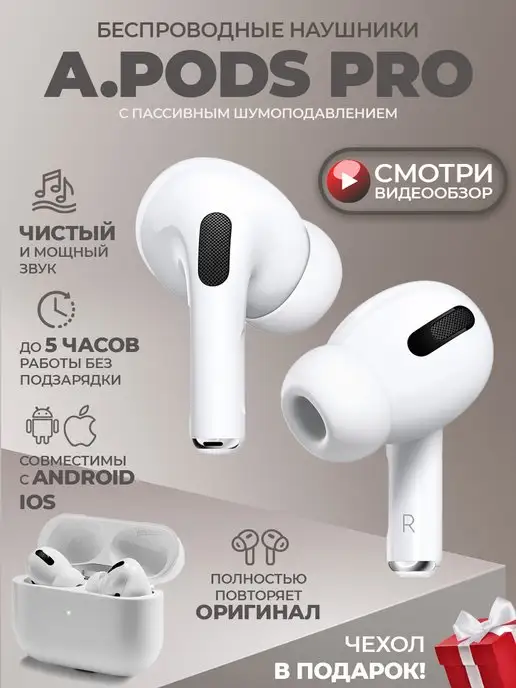 БЕСПРОВОДНЫЕ НАУШНИКИ
A.PODS PRO
С ПАССИВНЫМ ШУМОПОДАВЛЕНИЕМ
СМОТРИ
ВИДЕООБЗОР
ЧИСТЫЙ
И МОЩНЫЙ
ЗВУК
ДО 5 ЧАСОВ
РАБОТЫ БЕЗ
ПОДЗАРЯДКИ
СОВМЕСТИМЫ
С ANDROID
IOS
R
ПОЛНОСТЬЮ
ПОВТОРЯЕТ
ОРИГИНАЛ
ЧЕХОЛ
В ПОДАРОК!